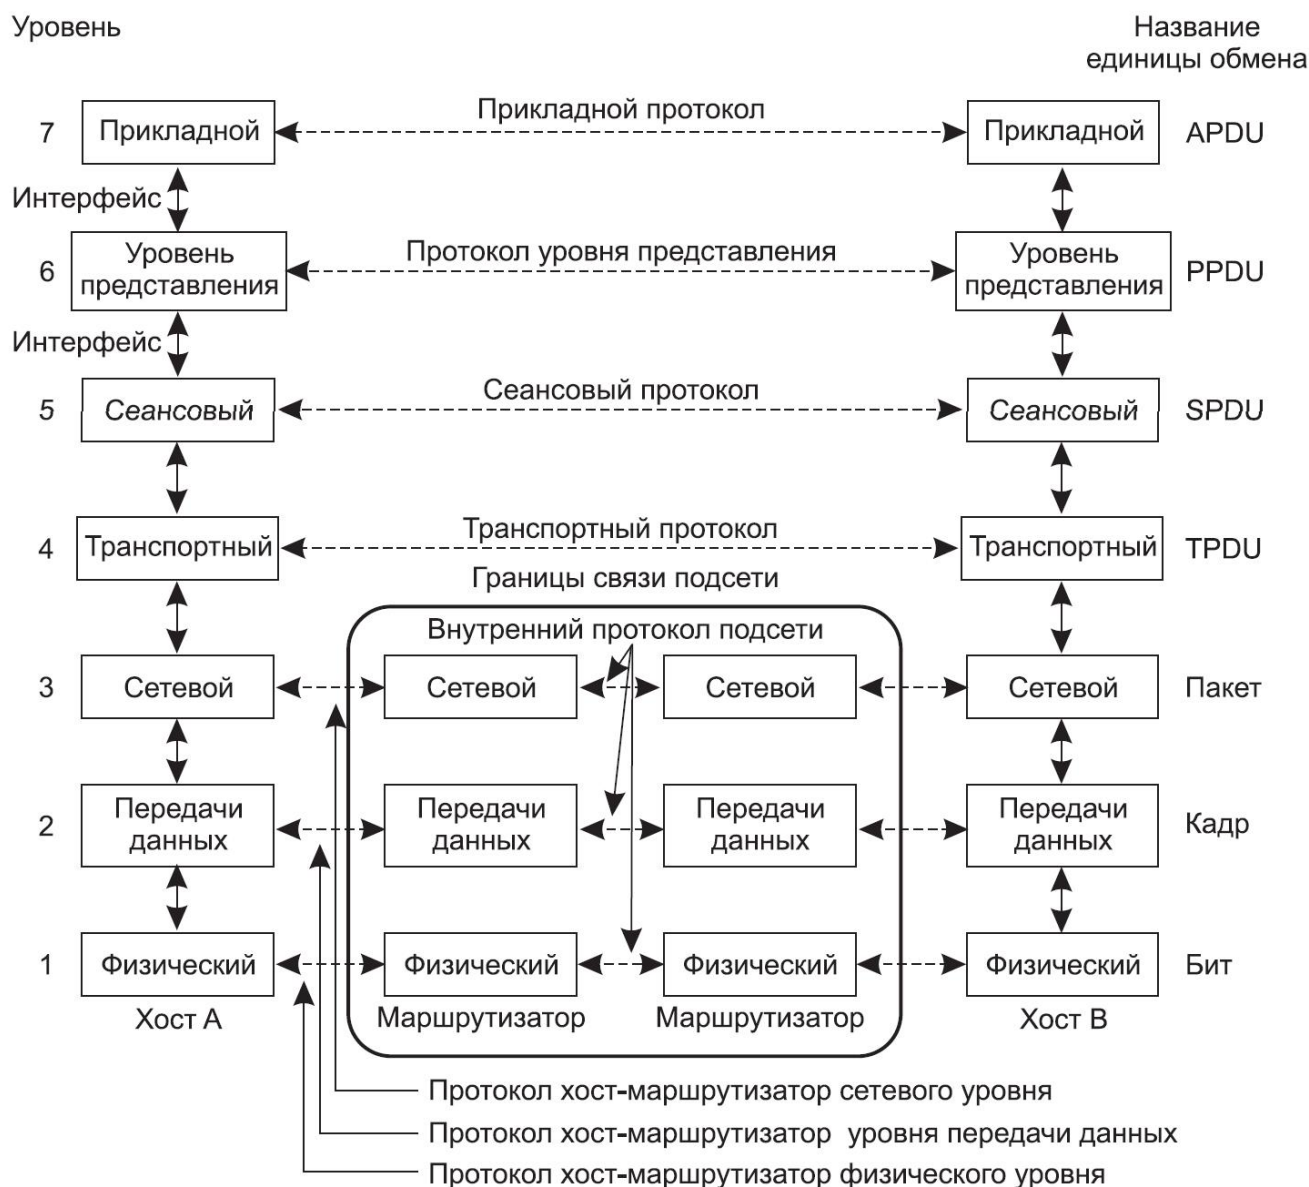 Уровень
Название
единицы обмена
7
Прикладной
Прикладной протокол
Прикладной
APDU
Интерфейс
6
Уровень
представления
Протокол уровня представления
Уровень
представления
PPDU
Интерфейс
5
Сеансовый
Сеансовый протокол
Сеансовый
SPDU
4
Транспортный
Транспортный протокол
Транспортный
TPDU
Границы связи подсети
Внутренний протокол подсети
3
Сетевой
Сетевой
Сетевой
Сетевой
Пакет
2
Передачи
данных
Передачи
данных
Передачи
данных
Передачи
данных
Кадр
1
Физический
Физический
Физический
Физический
Бит
Хост A
Маршрутизатор
Маршрутизатор
Хост B
Протокол хост-маршрутизатор сетевого уровня
Протокол хост-маршрутизатор уровня передачи данных
Протокол хост-маршрутизатор физического уровня